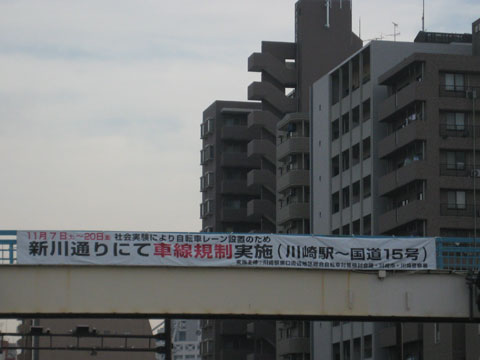 11月7日㈯~20日㈮ 社会実験により自転車レーン設置のため
新川通りにて車線規制実施(川崎駅~国道15号)